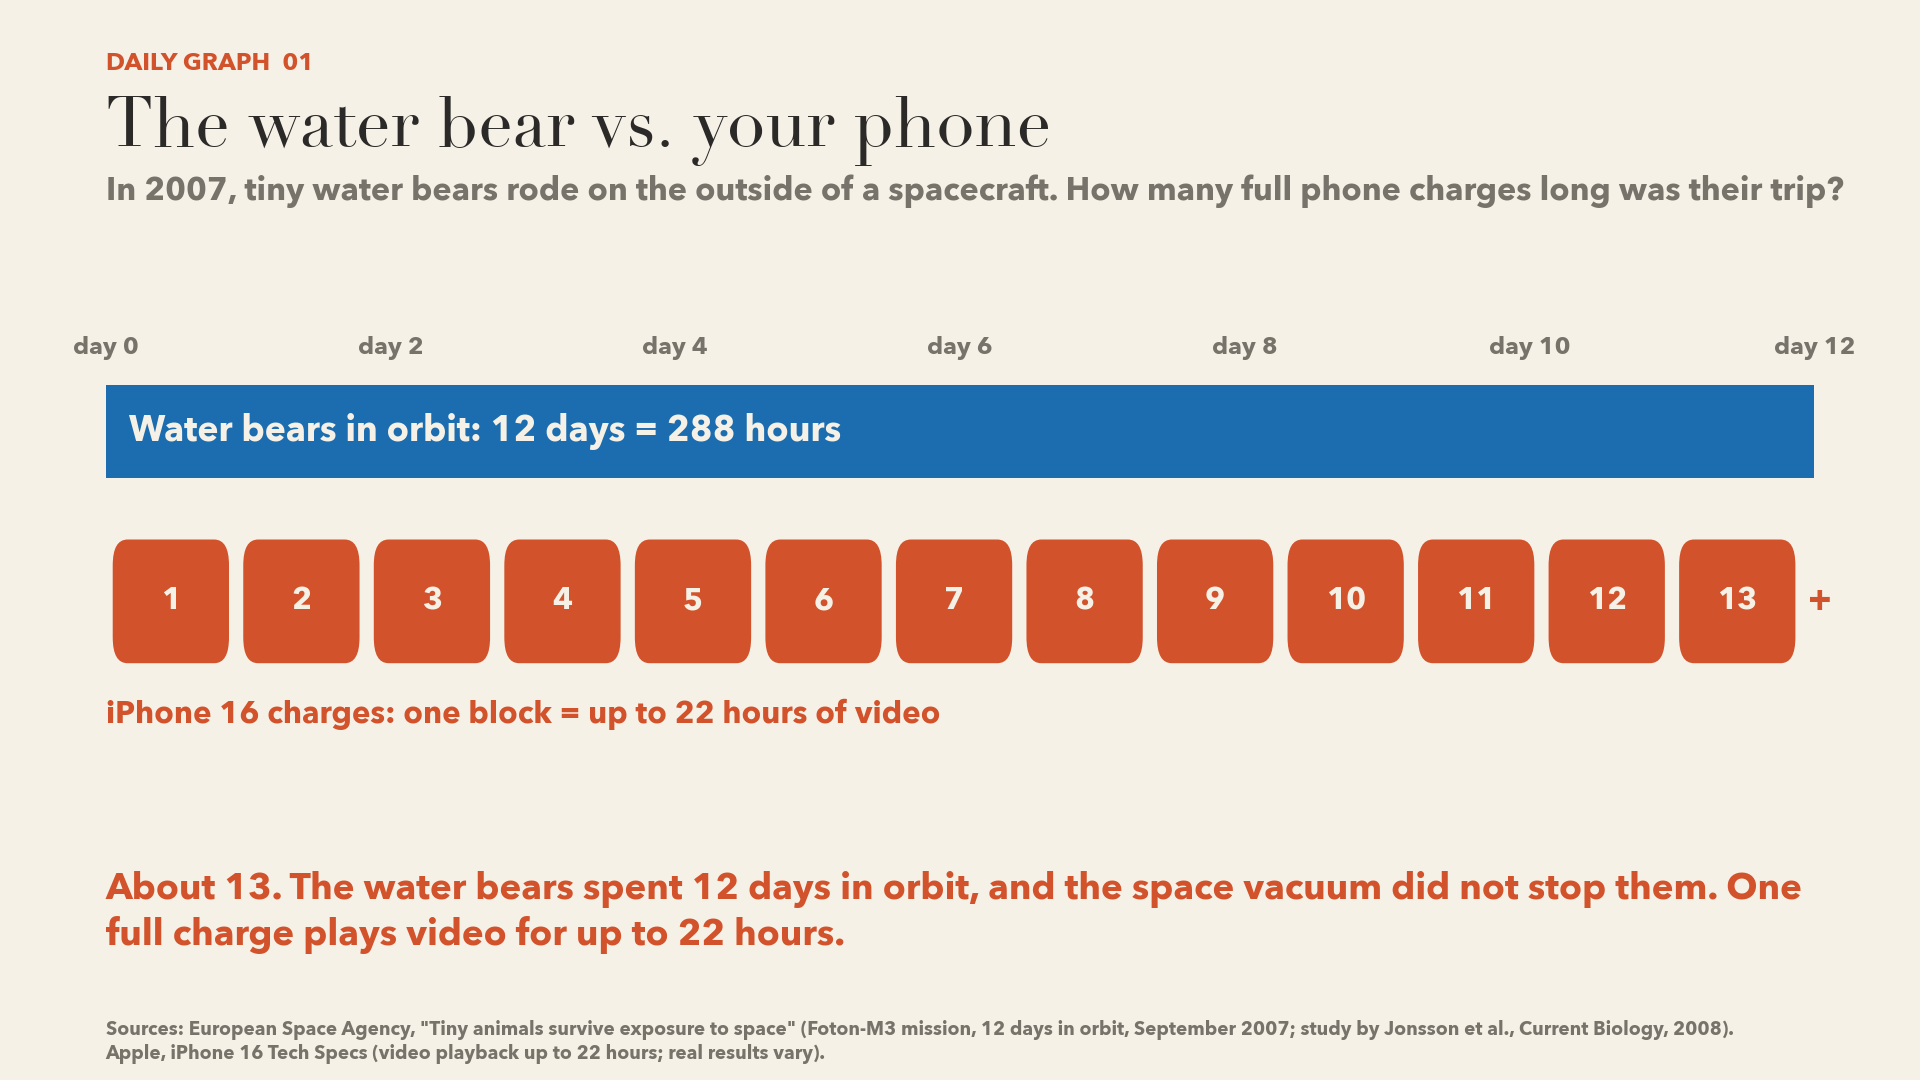 DAILY GRAPH 01
The water bear vs. your phone
In 2007, tiny water bears rode on the outside of a spacecraft. How many full phone charges long was their trip?
day 0 day 2 day 4 day 6 day 8 day 10 day 12
Water bears in orbit: 12 days = 288 hours
1 2 3 4 5 6 7 8 9 10 11 12 13 +
iPhone 16 charges: one block = up to 22 hours of video
About 13. The water bears spent 12 days in orbit, and the space vacuum did not stop them. One
full charge plays video for up to 22 hours.
Sources: European Space Agency, "Tiny animals survive exposure to space" (Foton-M3 mission, 12 days in orbit, September 2007; study by Jonsson et al., Current Biology, 2008).
Apple, iPhone 16 Tech Specs (video playback up to 22 hours; real results vary).